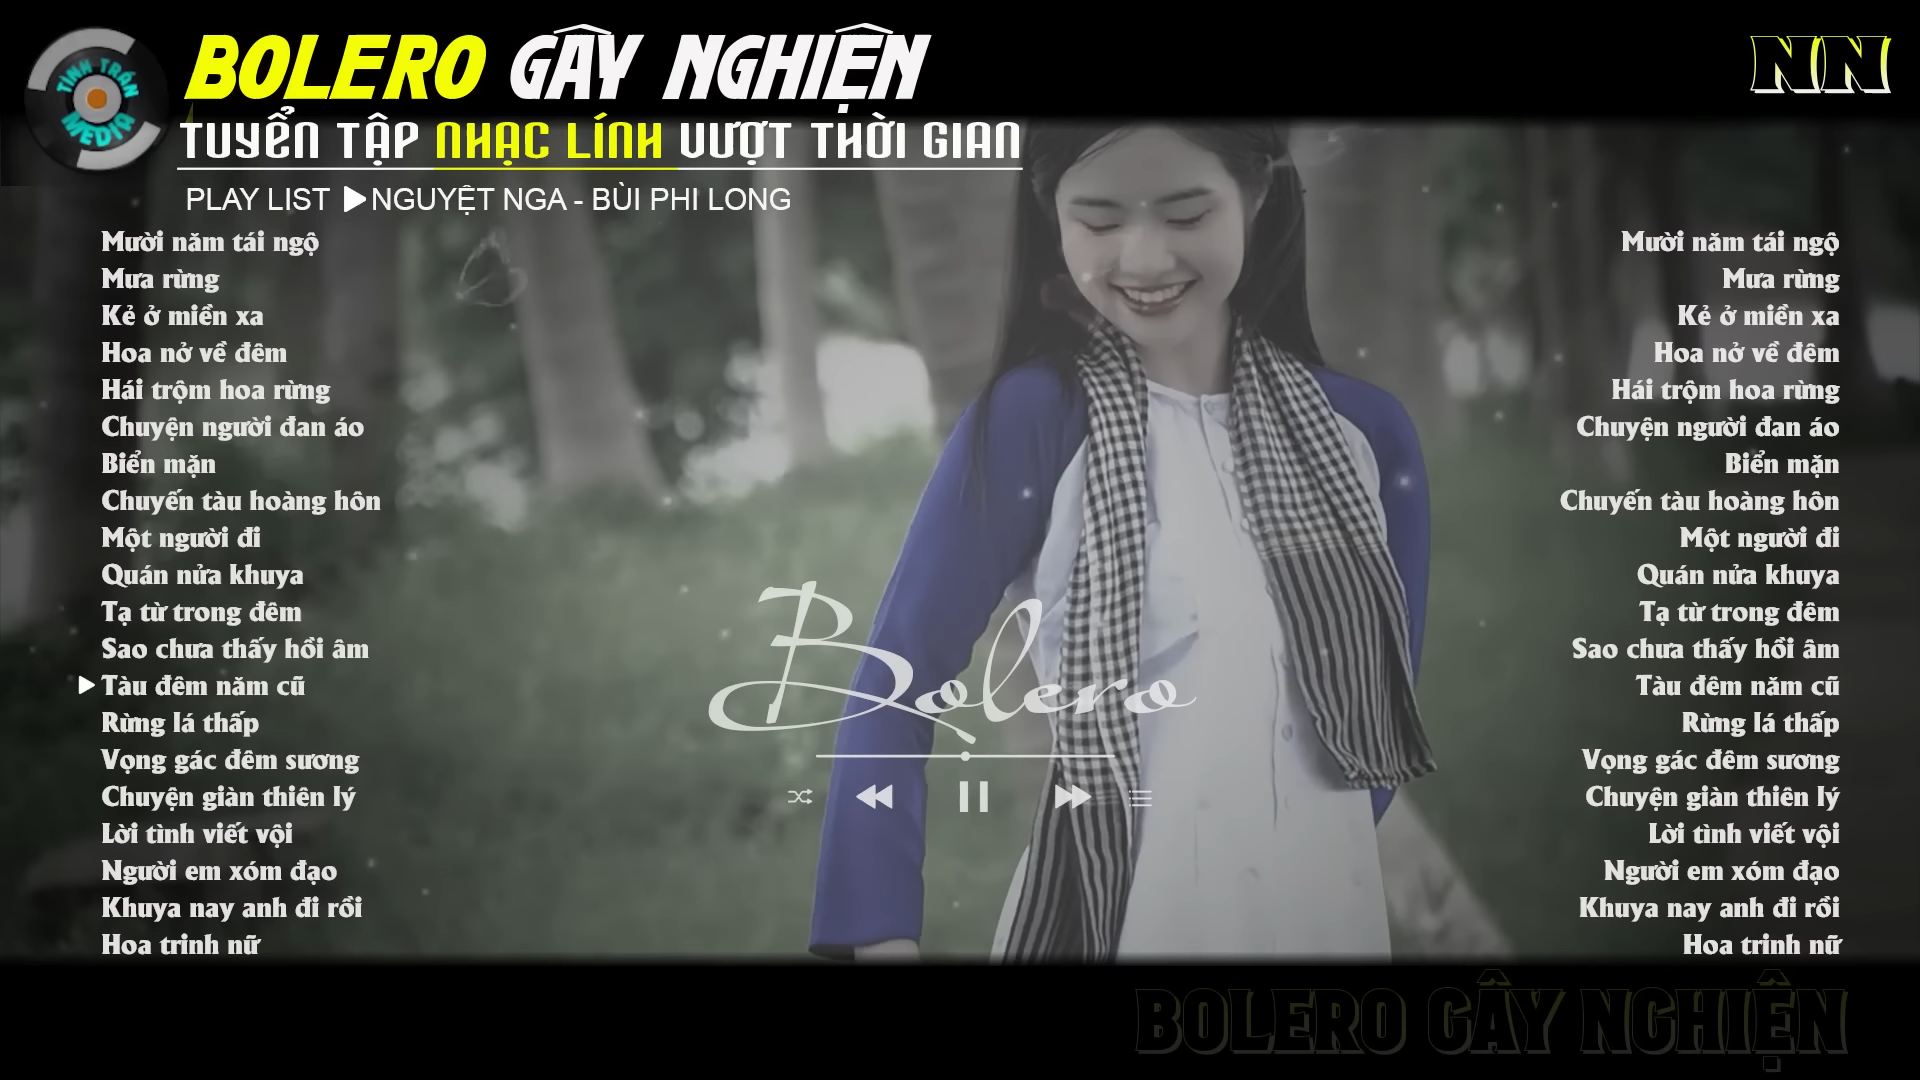 TÌNH TRẦN
MEDIA
BOLERO GÂY NGHIỆN
TUYỂN TẬP NHẠC LÍNH VƯỢT THỜI GIAN
NN
PLAY LIST ▶NGUYỆT NGA - BÙI PHI LONG
Mười năm tái ngộ
Mưa rừng
Kẻ ở miền xa
Hoa nở về đêm
Hái trộm hoa rừng
Chuyện người đan áo
Biển mặn
Chuyến tàu hoàng hôn
Một người đi
Quán nửa khuya
Tạ từ trong đêm
Sao chưa thấy hồi âm
Tàu đêm năm cũ
Rừng lá thấp
Vọng gác đêm sương
Chuyện giàn thiên lý
Lời tình viết vội
Người em xóm đạo
Khuya nay anh đi rồi
Hoa trinh nữ
Bolero
Mười năm tái ngộ
Mưa rừng
Kẻ ở miền xa
Hoa nở về đêm
Hái trộm hoa rừng
Chuyện người đan áo
Biển mặn
Chuyến tàu hoàng hôn
Một người đi
Quán nửa khuya
Tạ từ trong đêm
Sao chưa thấy hồi âm
Tàu đêm năm cũ
Rừng lá thấp
Vọng gác đêm sương
Chuyện giàn thiên lý
Lời tình viết vội
Người em xóm đạo
Khuya nay anh đi rồi
Hoa trinh nữ
BOLERO GÂY NGHIỆN